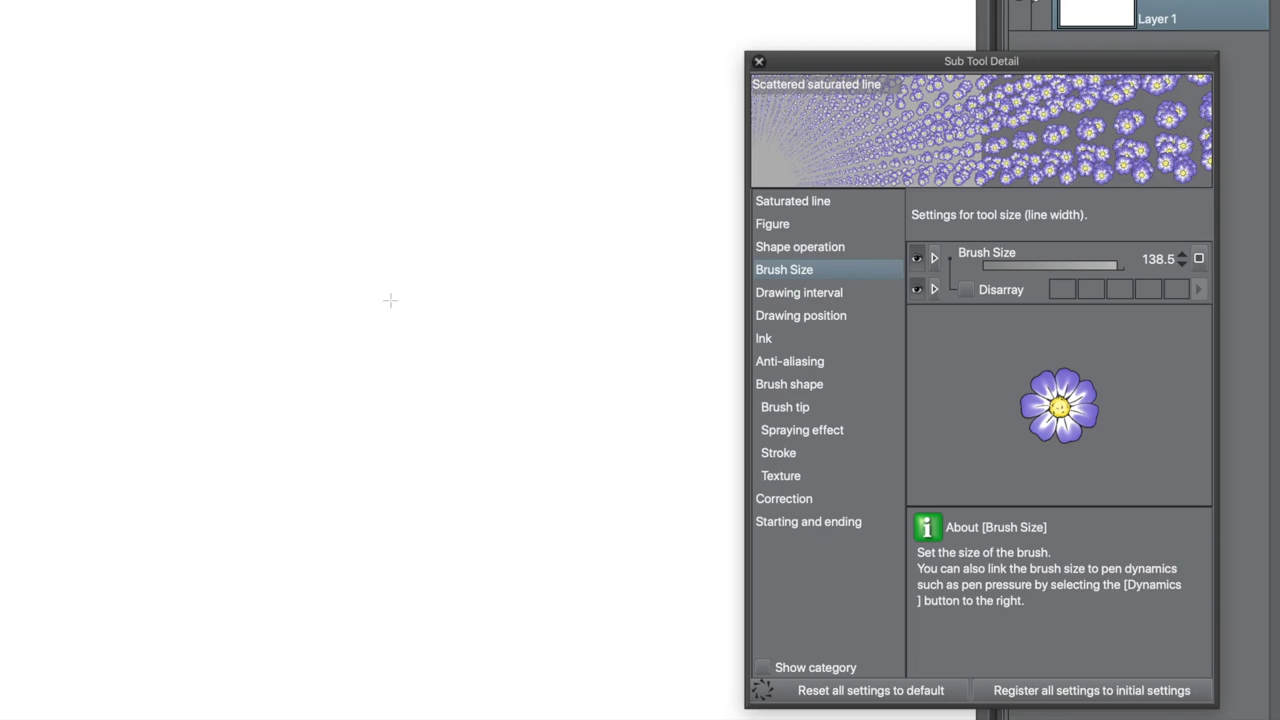 Layer 1
Sub Tool Detail
Scattered saturated line
Saturated line
Figure
Shape operation
Brush Size
Drawing interval
Drawing position
Ink
Anti-aliasing
Brush shape
Brush tip
Spraying effect
Stroke
Texture
Correction
Starting and ending
Show category
Settings for tool size (line width).
Brush Size 138.5
Disarray
About [Brush Size]
Set the size of the brush.
You can also link the brush size to pen dynamics
such as pen pressure by selecting the [Dynamics
] button to the right.
Reset all settings to default
Register all settings to initial settings